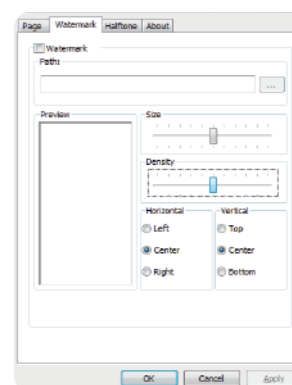 Page Watermark Halftone About
Watermark
Path:
...
Preview
Size
Density
Horizontal Vertical
Left Top
Center Center
Right Bottom
OK Cancel Apply